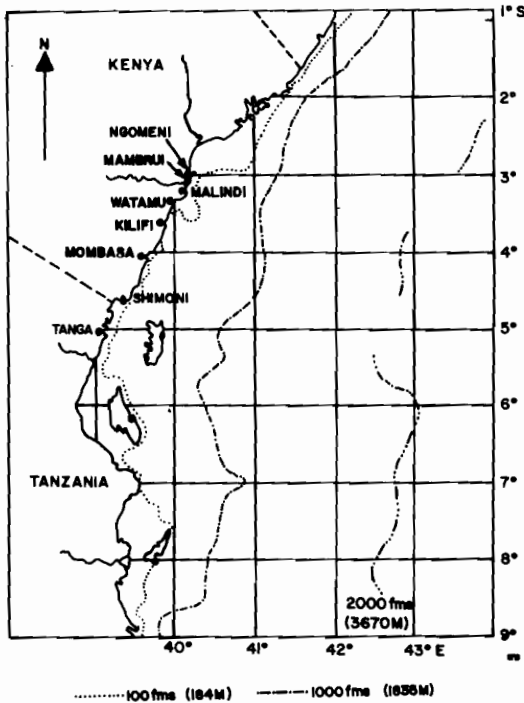 1° S
N
KENYA
2°
NGOMENI
MAMBRUI
3°
MALINDI
WATAMU
KILIFI
4°
MOMBASA
SHIMONI
TANGA
5°
6°
TANZANIA
7°
8°
2000 fms
(3670M)
9°
40° 41° 42° 43° E
100 fms (184M) 1000 fms (1835M)